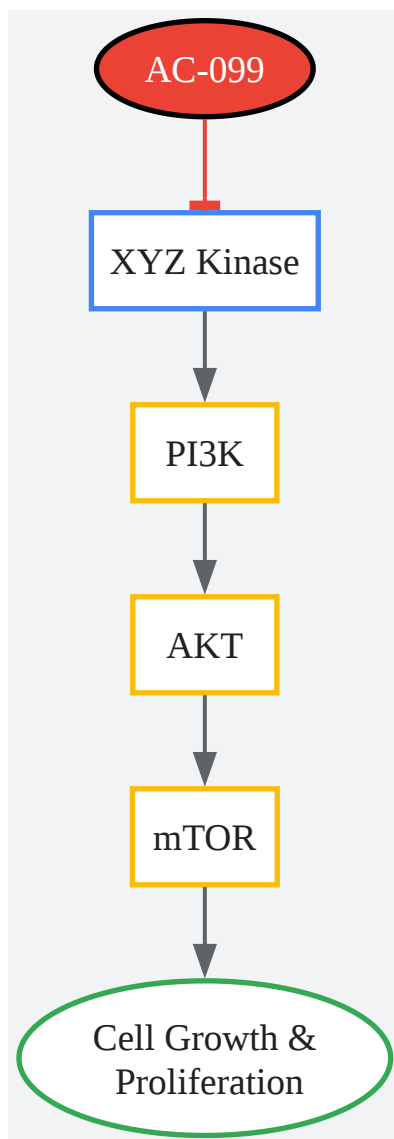 AC-099
XYZ Kinase
PI3K
AKT
mTOR
Cell Growth &
Proliferation